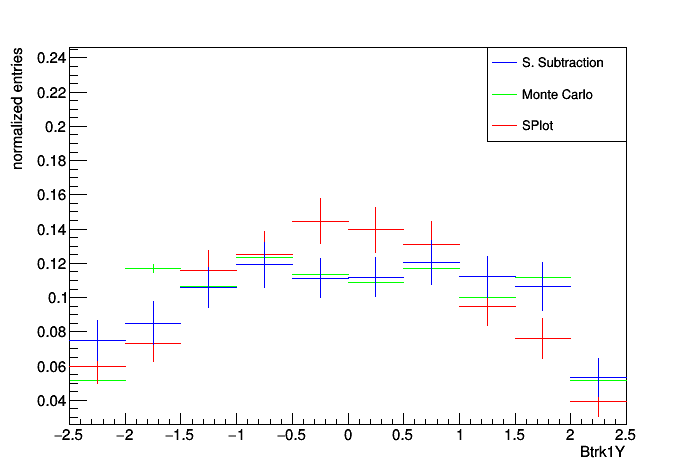 normalized entries
0.24
0.22
0.2
0.18
0.16
0.14
0.12
0.1
0.08
0.06
0.04
S. Subtraction
Monte Carlo
SPlot
−2.5 −2 −1.5 −1 −0.5 0 0.5 1 1.5 2 2.5
Btrk1Y